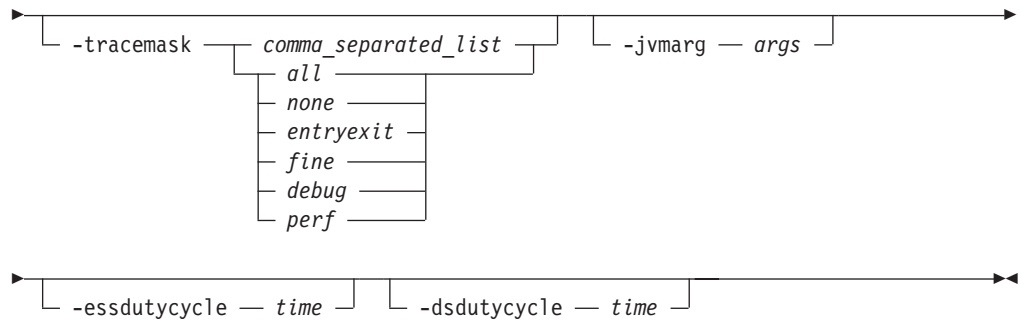 -tracemask comma_separated_list -jvmarg args
all
none
entryexit
fine
debug
perf
-essdutycycle time -dsdutycycle time